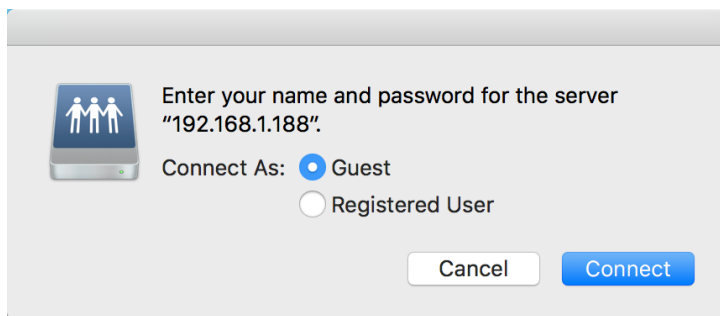 Enter your name and password for the server
“192.168.1.188”.
Connect As: Guest
Registered User
Cancel Connect